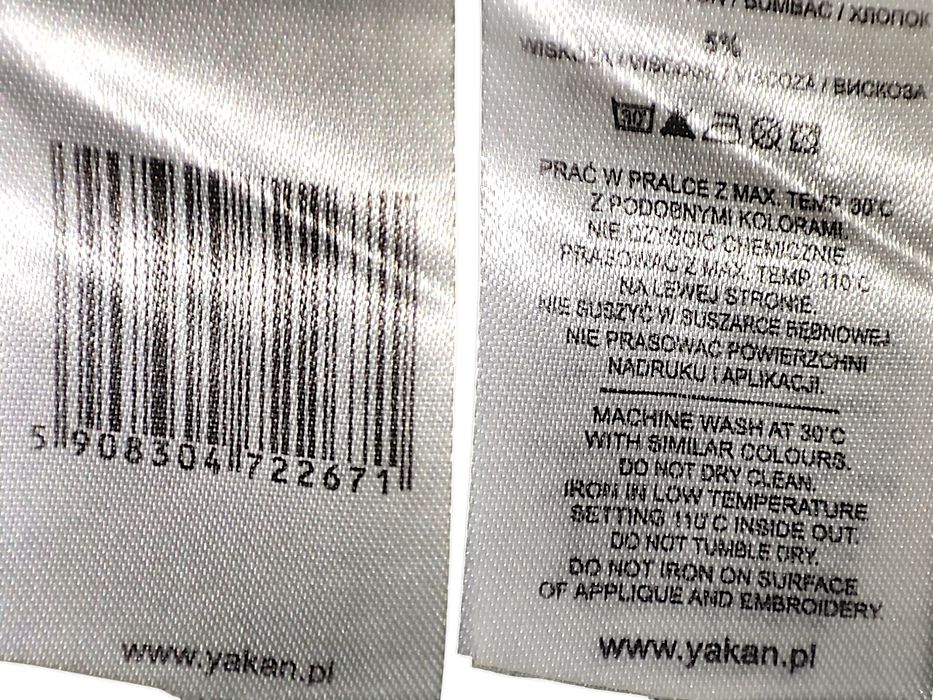 5 908304 722671
www.yakan.pl
/ BUMBAC / ХЛОПОК
5%
WISKOZA / VISCOSE / VISCOZA / ВИСКОЗА
30
PRAĆ W PRALCE Z MAX. TEMP. 30°C
Z PODOBNYMI KOLORAMI.
NIE CZYŚCIĆ CHEMICZNIE.
PRASOWAĆ Z MAX. TEMP. 110°C
NA LEWEJ STRONIE.
NIE SUSZYĆ W SUSZARCE BĘBNOWEJ
NIE PRASOWAĆ POWIERZCHNI
NADRUKU I APLIKACJI.
MACHINE WASH AT 30°C
WITH SIMILAR COLOURS.
DO NOT DRY CLEAN.
IRON IN LOW TEMPERATURE
SETTING 110°C INSIDE OUT.
DO NOT TUMBLE DRY.
DO NOT IRON ON SURFACE
OF APPLIQUE AND EMBROIDERY.
www.yakan.pl